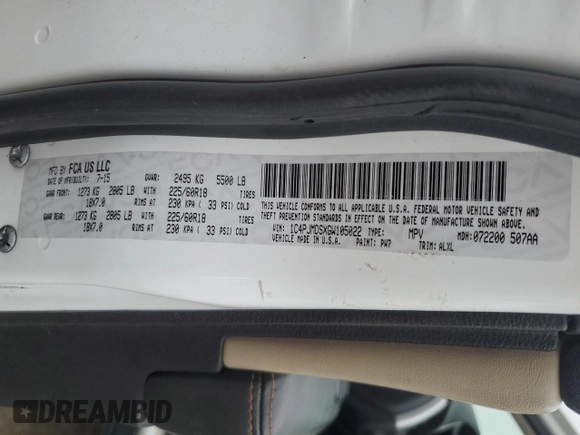 MFD BY FCA US LLC
DATE OF MFR(BUILT): 7-15
GVWR: 2495 KG 5500 LB
GAWR FRONT: 1273 KG 2805 LB WITH 225/60R18 TIRES
18X7.0 RIMS AT 230 KPA ( 33 PSI) COLD
GAWR REAR: 1273 KG 2805 LB WITH 225/60R18 TIRES
18X7.0 RIMS AT 230 KPA ( 33 PSI) COLD
THIS VEHICLE CONFORMS TO ALL APPLICABLE U.S.A. FEDERAL MOTOR VEHICLE SAFETY AND
THEFT PREVENTION STANDARDS IN EFFECT ON THE DATE OF MANUFACTURE SHOWN ABOVE.
VIN: 1C4PJMDSXGW105022 TYPE: MPV MDH:072200 507AA
VEHICLE MADE IN U.S.A. PAINT: PW7 TRIM: ALXL
DREAMBID